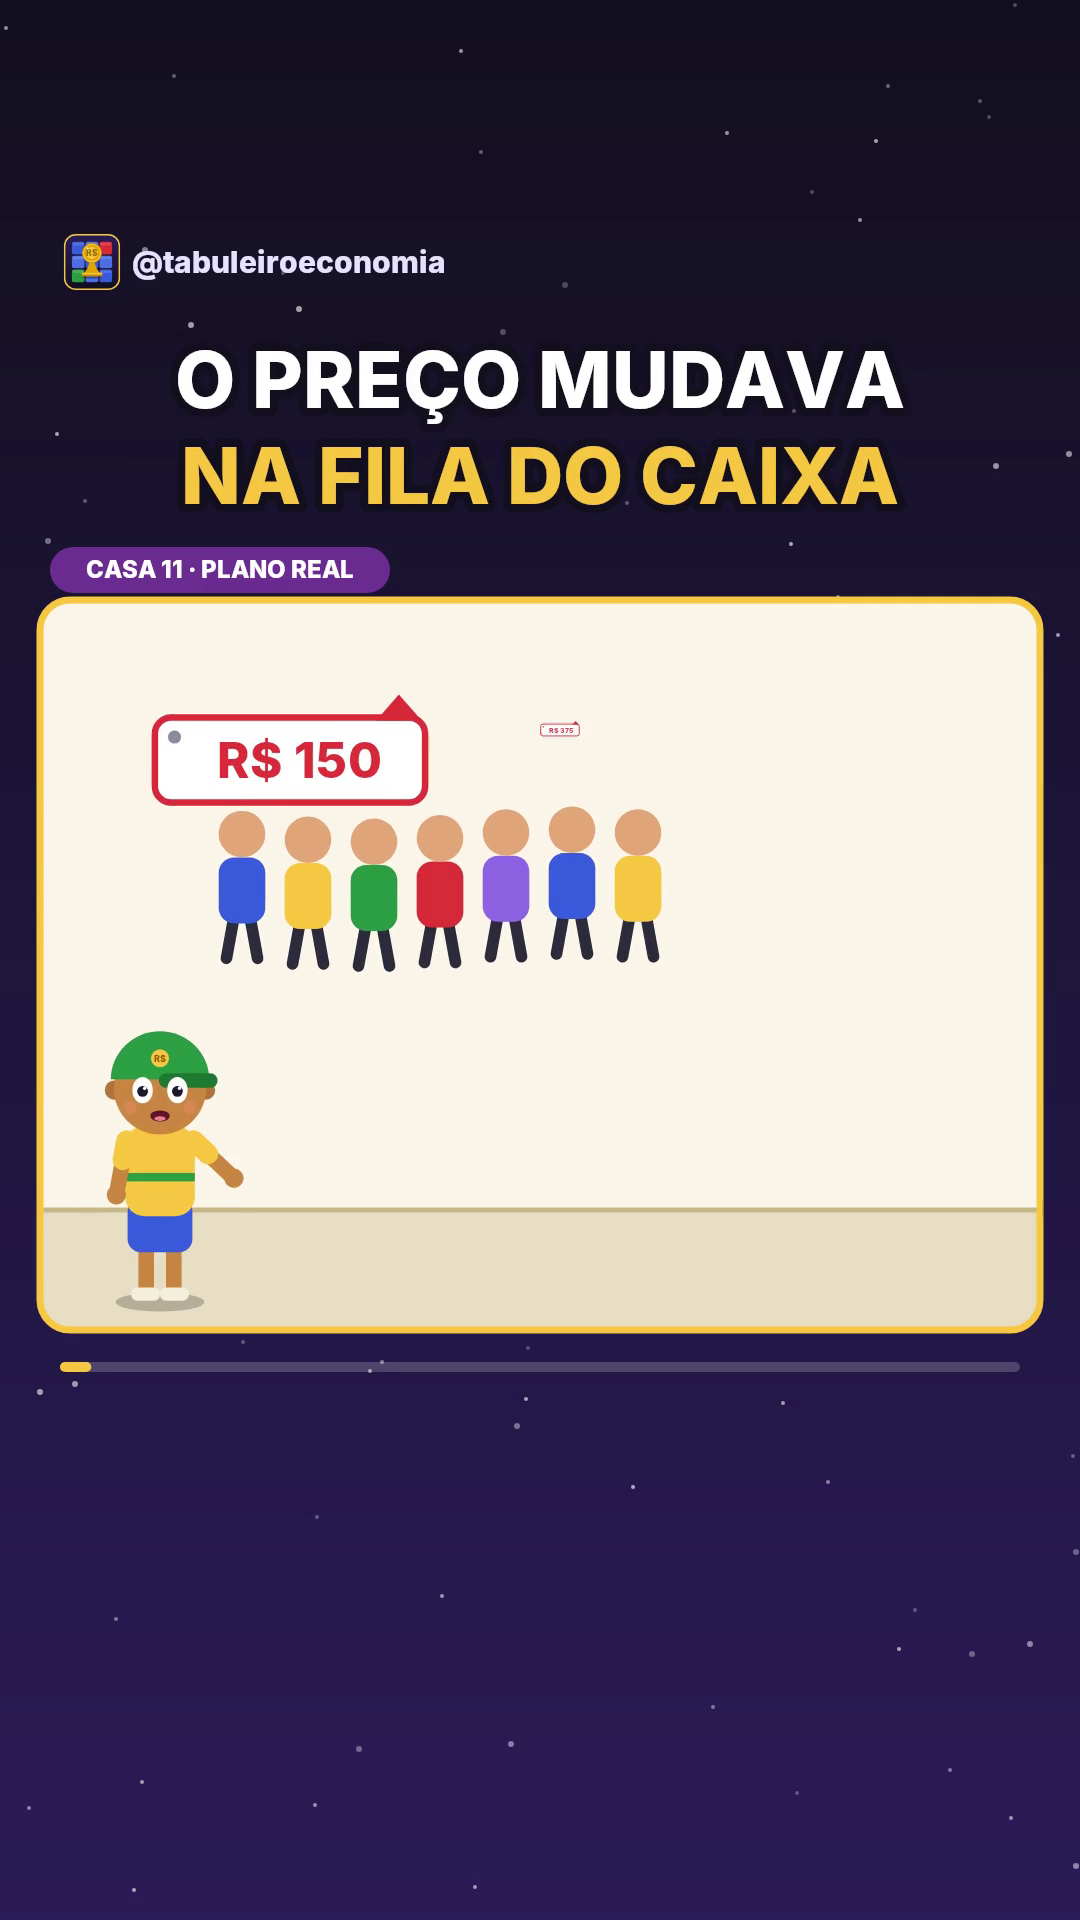 R$
@tabuleiroeconomia
O PREÇO MUDAVA
NA FILA DO CAIXA
CASA 11 · PLANO REAL
R$ 150
R$ 375
R$